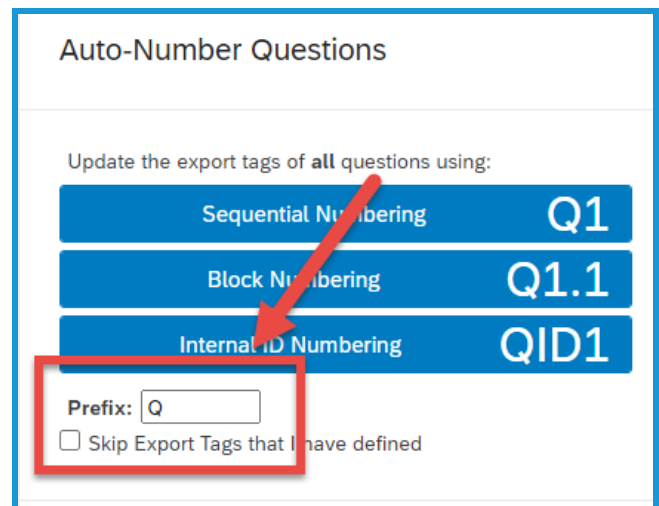 Auto-Number Questions
Update the export tags of all questions using:
Sequential Numbering Q1
Block Numbering Q1.1
Internal ID Numbering QID1
Prefix: Q
Skip Export Tags that I have defined